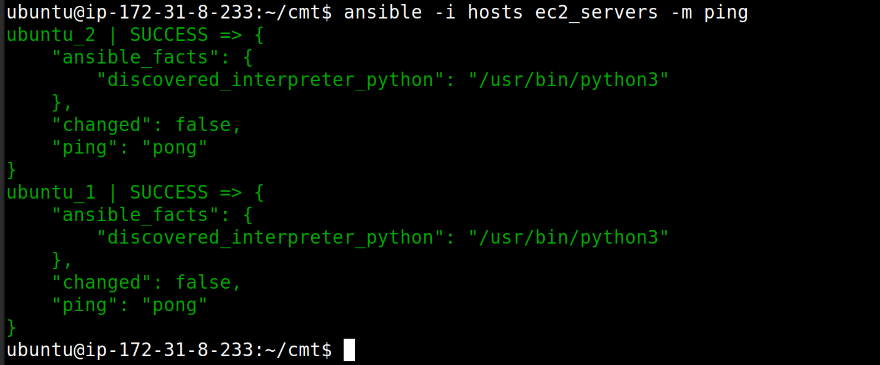 ubuntu@ip-172-31-8-233:~/cmt$ ansible -i hosts ec2_servers -m ping
ubuntu_2 | SUCCESS => {
    "ansible_facts": {
        "discovered_interpreter_python": "/usr/bin/python3"
    },
    "changed": false,
    "ping": "pong"
}
ubuntu_1 | SUCCESS => {
    "ansible_facts": {
        "discovered_interpreter_python": "/usr/bin/python3"
    },
    "changed": false,
    "ping": "pong"
}
ubuntu@ip-172-31-8-233:~/cmt$